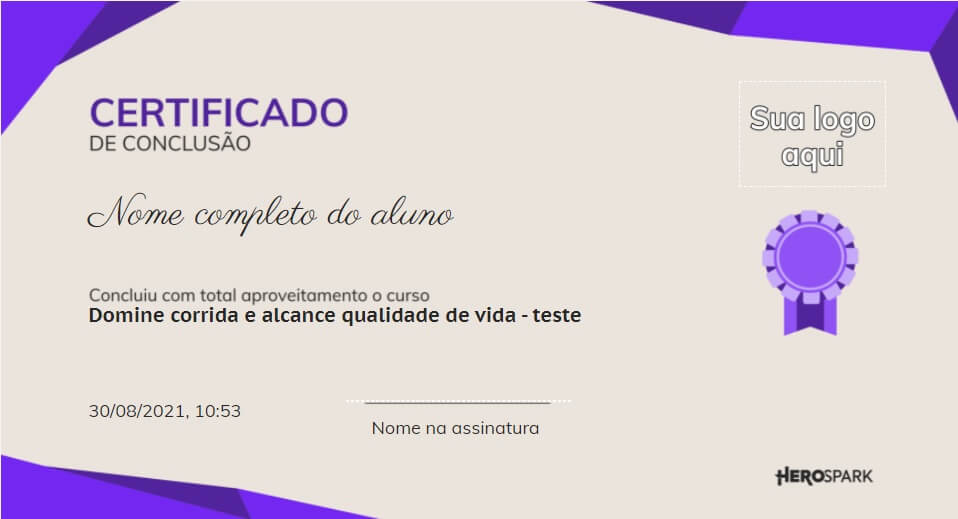 CERTIFICADO
DE CONCLUSÃO
Sua logo
aqui
Nome completo do aluno
Concluiu com total aproveitamento o curso
Domine corrida e alcance qualidade de vida - teste
30/08/2021, 10:53
Nome na assinatura
HEROSPARK